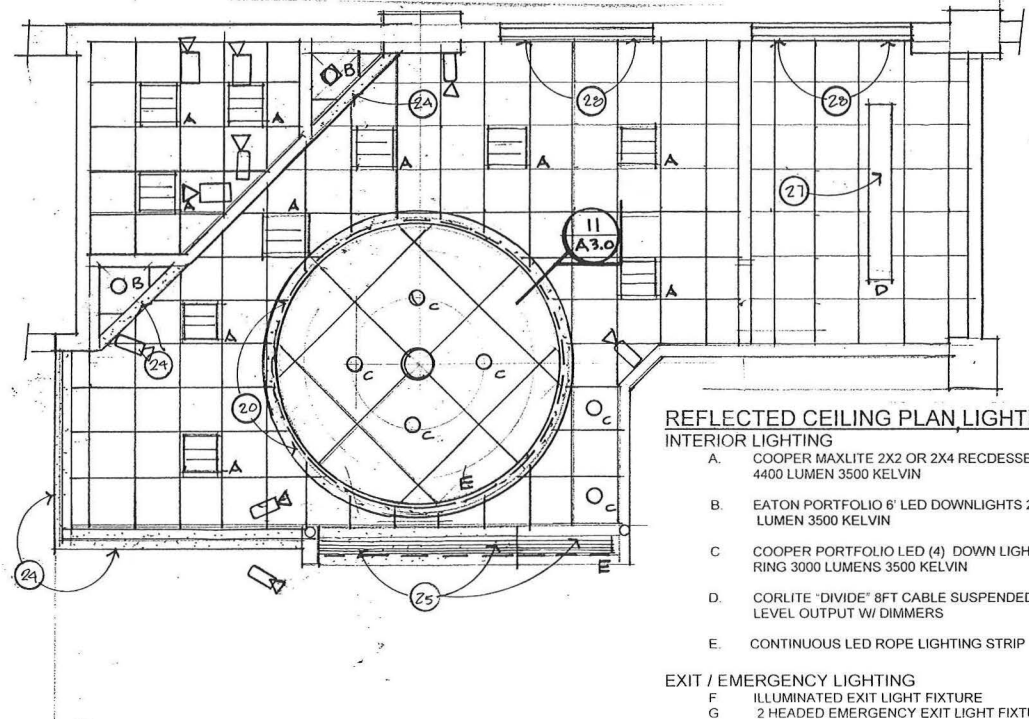 B
24
28
28
A
A
A
A
A
27
A
A
II
A3.0
B
C
A
D
A
24
C
C
20
C
C
A
E
C
29
25
E
REFLECTED CEILING PLAN LIGHT
INTERIOR LIGHTING
A. COOPER MAXLITE 2X2 OR 2X4 RECDESSE
4400 LUMEN 3500 KELVIN
B. EATON PORTFOLIO 6' LED DOWNLIGHTS 2
LUMEN 3500 KELVIN
C COOPER PORTFOLIO LED (4) DOWN LIGH
RING 3000 LUMENS 3500 KELVIN
D. CORLITE "DIVIDE" 8FT CABLE SUSPENDED
LEVEL OUTPUT W/ DIMMERS
E. CONTINUOUS LED ROPE LIGHTING STRIP
EXIT / EMERGENCY LIGHTING
F ILLUMINATED EXIT LIGHT FIXTURE
G 2 HEADED EMERGENCY EXIT LIGHT FIXTU